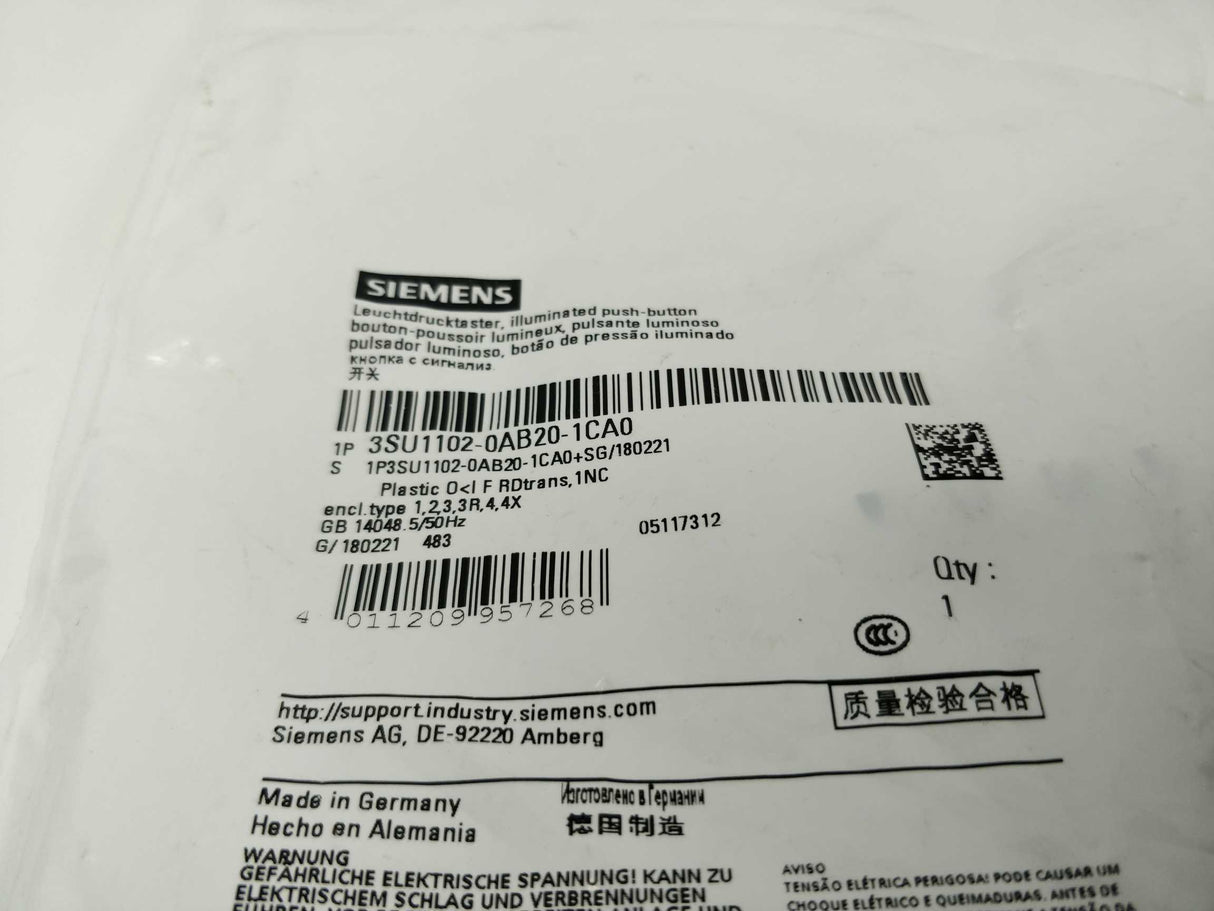 SIEMENS
Leuchtdrucktaster, illuminated push-button
bouton-poussoir lumineux, pulsante luminoso
pulsador luminoso, botão de pressão iluminado
кнопка с сигнализ.
开关
1P 3SU1102-0AB20-1CA0
S 1P3SU1102-0AB20-1CA0+SG/180221
Plastic O<I F RDtrans,1NC
encl.type 1,2,3,3R,4,4X
GB 14048.5/50Hz
G/180221 483
05117312
4 011209 957268
Qty :
1
CCC
http://support.industry.siemens.com
Siemens AG, DE-92220 Amberg
质量检验合格
Made in Germany
Hecho en Alemania
Изготовлено в Германии
德国制造
WARNUNG
GEFÄHRLICHE ELEKTRISCHE SPANNUNG! KANN ZU
ELEKTRISCHEM SCHLAG UND VERBRENNUNGEN
AVISO
TENSÃO ELÉTRICA PERIGOSA! PODE CAUSAR UM
CHOQUE ELÉTRICO E QUEIMADURAS. ANTES DE